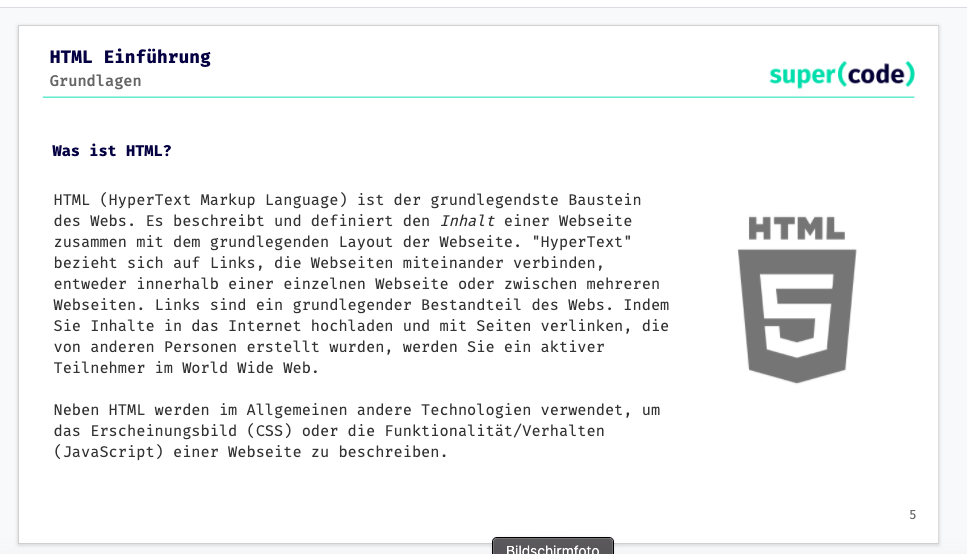 HTML Einführung
Grundlagen
super(code)
Was ist HTML?
HTML (HyperText Markup Language) ist der grundlegendste Baustein
des Webs. Es beschreibt und definiert den Inhalt einer Webseite
zusammen mit dem grundlegenden Layout der Webseite. "HyperText"
bezieht sich auf Links, die Webseiten miteinander verbinden,
entweder innerhalb einer einzelnen Webseite oder zwischen mehreren
Webseiten. Links sind ein grundlegender Bestandteil des Webs. Indem
Sie Inhalte in das Internet hochladen und mit Seiten verlinken, die
von anderen Personen erstellt wurden, werden Sie ein aktiver
Teilnehmer im World Wide Web.
Neben HTML werden im Allgemeinen andere Technologien verwendet, um
das Erscheinungsbild (CSS) oder die Funktionalität/Verhalten
(JavaScript) einer Webseite zu beschreiben.
HTML
5
5
Bildschirmfoto